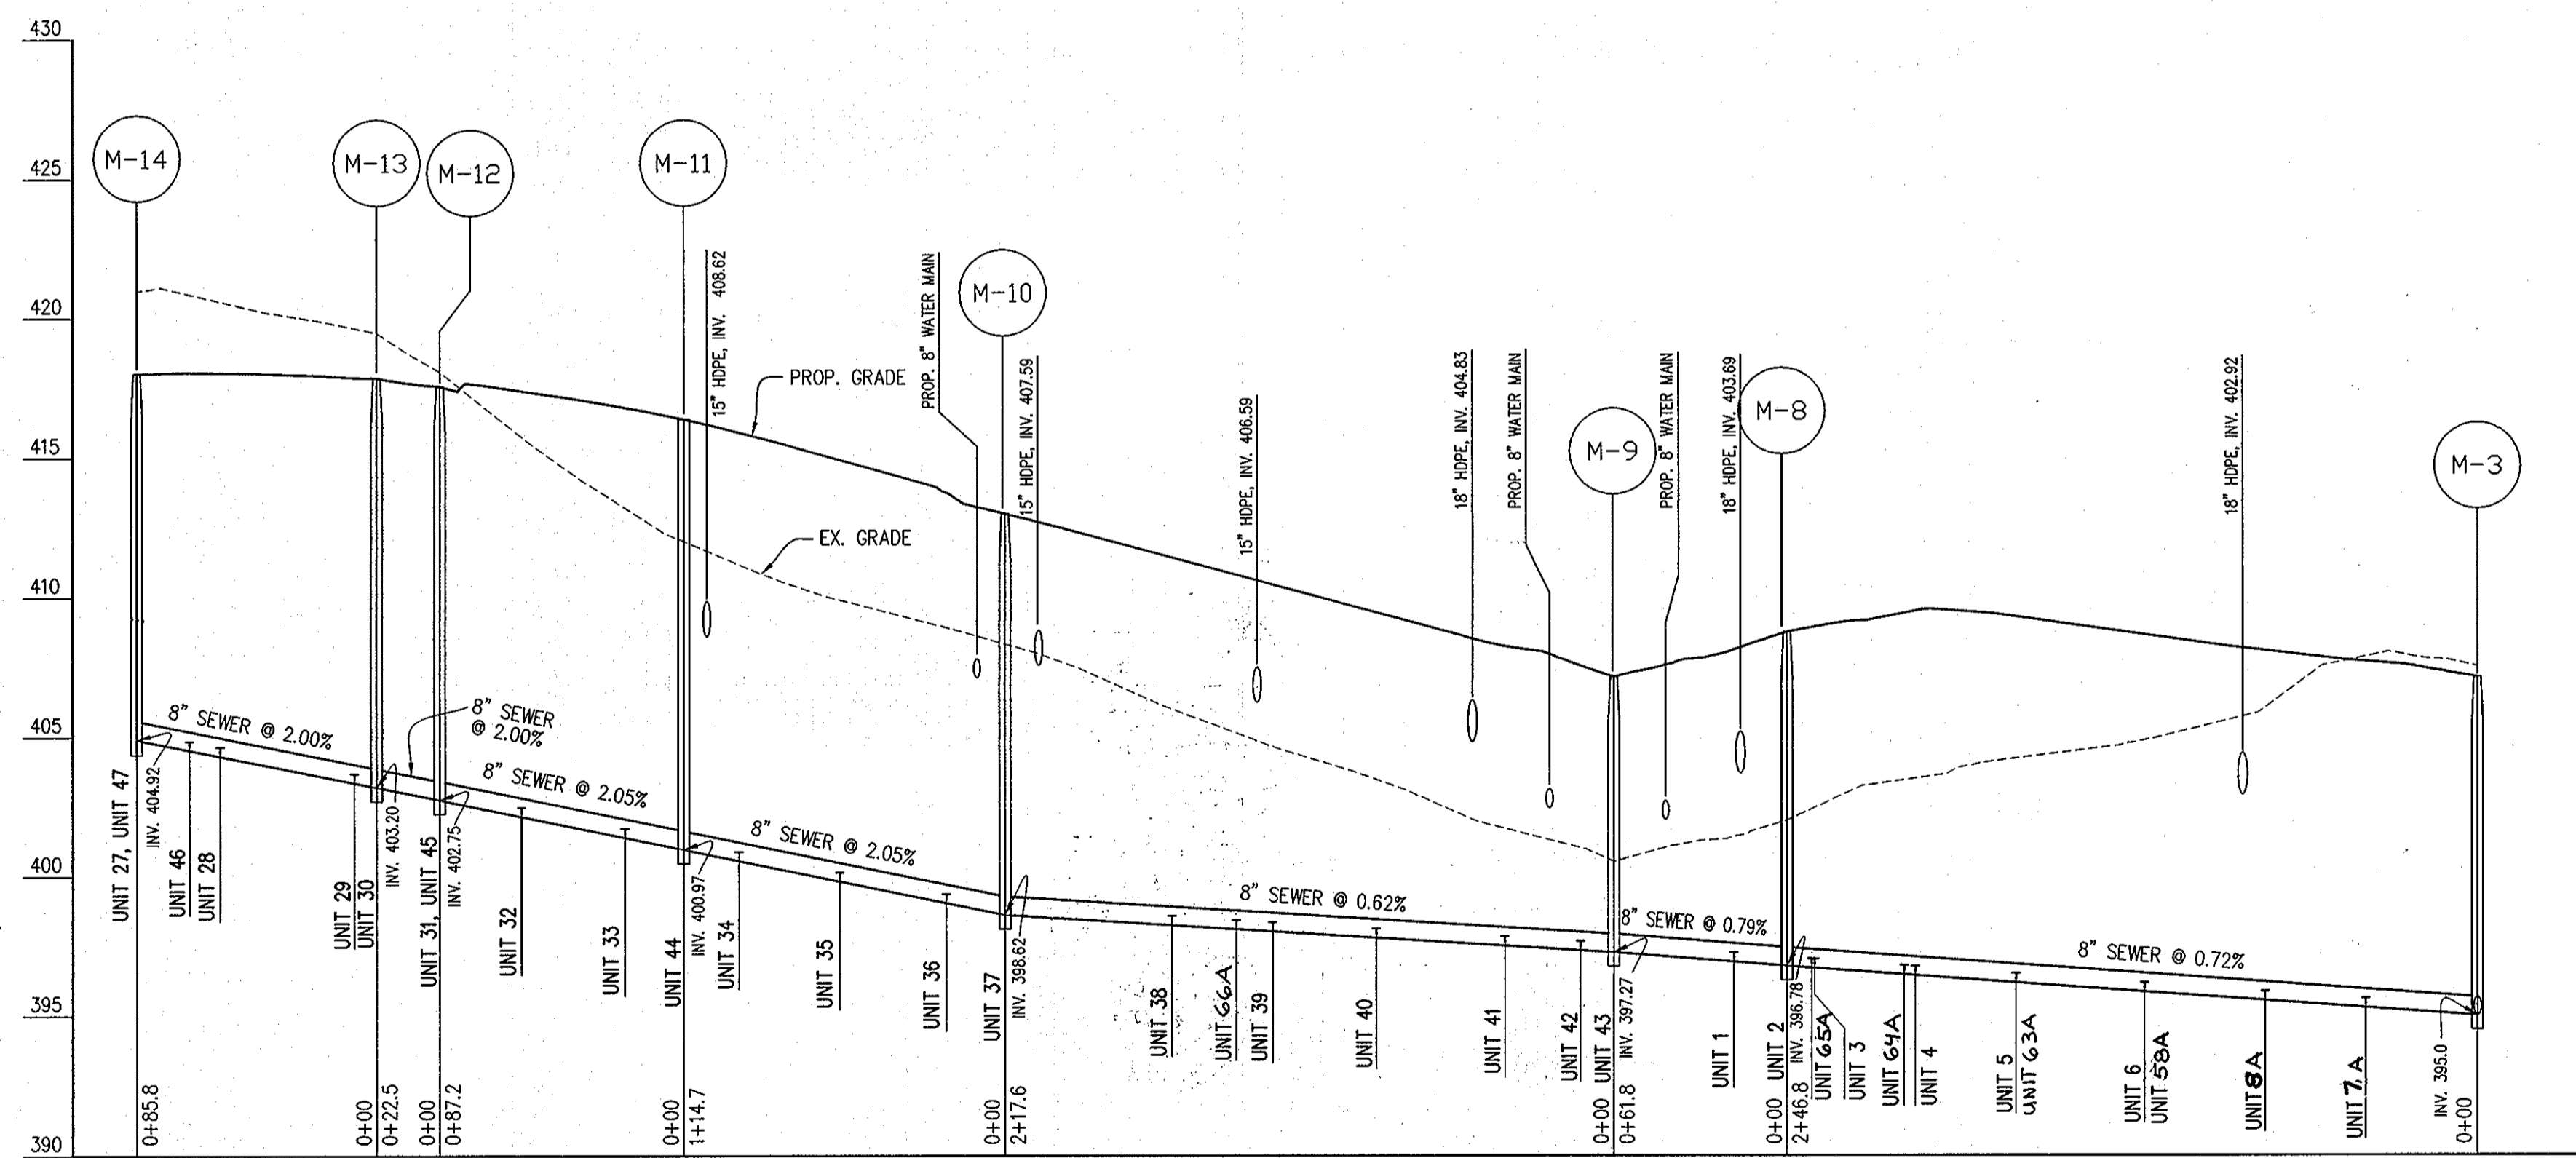 430
425
420
415
410
405
400
395
390
M-14
M-13
M-12
M-11
M-10
M-9
M-8
M-3
15" HDPE, INV. 408.62
PROP. 8" WATER MAIN
15" HDPE, INV. 407.59
15" HDPE, INV. 406.59
18" HDPE, INV. 404.83
PROP. 8" WATER MAIN
PROP. 8" WATER MAIN
18" HDPE, INV. 403.69
18" HDPE, INV. 402.92
PROP. GRADE
EX. GRADE
8" SEWER @ 2.00%
8" SEWER
@ 2.00%
8" SEWER @ 2.05%
8" SEWER @ 2.05%
8" SEWER @ 0.62%
8" SEWER @ 0.79%
8" SEWER @ 0.72%
UNIT 27, UNIT 47
INV. 404.92
UNIT 46
UNIT 28
UNIT 29
UNIT 30
INV. 403.20
UNIT 31, UNIT 45
INV. 402.75
UNIT 32
UNIT 33
UNIT 44
INV. 400.97
UNIT 34
UNIT 35
UNIT 36
UNIT 37
INV. 398.62
UNIT 38
UNIT 66A
UNIT 39
UNIT 40
UNIT 41
UNIT 42
UNIT 43
INV. 397.27
UNIT 1
UNIT 2
INV. 396.78
UNIT 65A
UNIT 3
UNIT 64A
UNIT 4
UNIT 5
UNIT 63A
UNIT 6
UNIT 58A
UNIT 8A
UNIT 7A
INV. 395.0
0+85.8
0+00
0+22.5
0+00
0+87.2
0+00
1+14.7
0+00
2+17.6
0+00
0+61.8
0+00
2+46.8
0+00